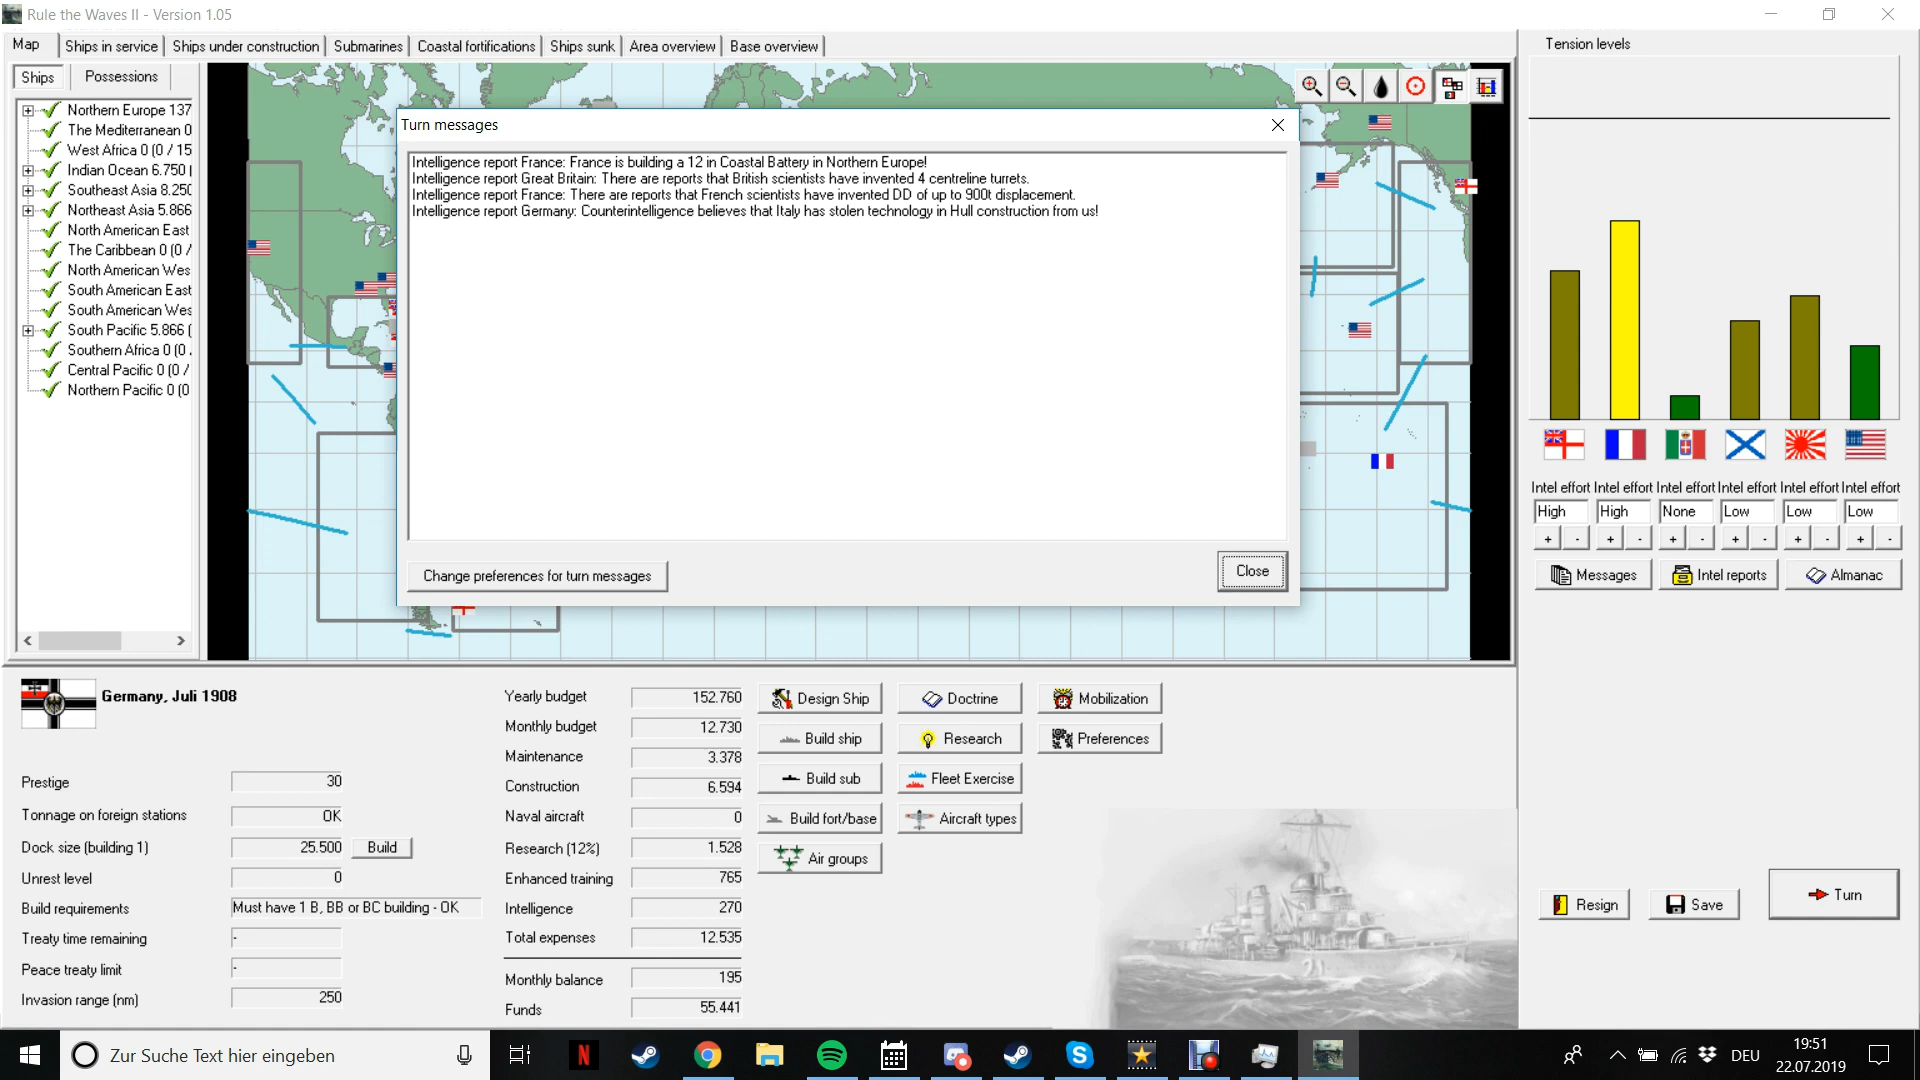 Rule the Waves II - Version 1.05
Map
Ships in service
Ships under construction
Submarines
Coastal fortifications
Ships sunk
Area overview
Base overview
Ships
Possessions
Northern Europe 137
The Mediterranean 0
West Africa 0 (0 / 15
Indian Ocean 6.750 (
Southeast Asia 8.250
Northeast Asia 5.866
North American East
The Caribbean 0 (0 /
North American Wes
South American East
South American Wes
South Pacific 5.866 (
Southern Africa 0 (0 .
Central Pacific 0 (0 /
Northern Pacific 0 (0
Turn messages
Intelligence report France: France is building a 12 in Coastal Battery in Northern Europe!
Intelligence report Great Britain: There are reports that British scientists have invented 4 centreline turrets.
Intelligence report France: There are reports that French scientists have invented DD of up to 900t displacement.
Intelligence report Germany: Counterintelligence believes that Italy has stolen technology in Hull construction from us!
Change preferences for turn messages
Close
Tension levels
Intel effort Intel effort Intel effort Intel effort Intel effort Intel effort
High High None Low Low Low
+ - + - + - + - + - + -
Messages
Intel reports
Almanac
Germany, Juli 1908
Prestige 30
Tonnage on foreign stations OK
Dock size (building 1) 25.500 Build
Unrest level 0
Build requirements Must have 1 B, BB or BC building - OK
Treaty time remaining -
Peace treaty limit -
Invasion range (nm) 250
Yearly budget 152.760
Monthly budget 12.730
Maintenance 3.378
Construction 6.594
Naval aircraft 0
Research (12%) 1.528
Enhanced training 765
Intelligence 270
Total expenses 12.535
Monthly balance 195
Funds 55.441
Design Ship
Doctrine
Mobilization
Build ship
Research
Preferences
Build sub
Fleet Exercise
Build fort/base
Aircraft types
Air groups
Resign
Save
Turn
Zur Suche Text hier eingeben
N
DEU
19:51
22.07.2019